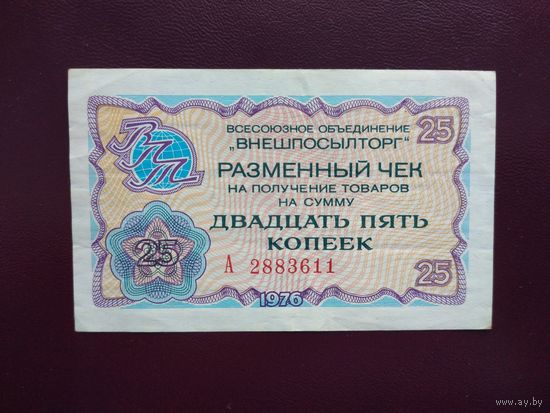 ВПТ
ВСЕСОЮЗНОЕ ОБЪЕДИНЕНИЕ
„ВНЕШПОСЫЛТОРГ“
25
РАЗМЕННЫЙ ЧЕК
НА ПОЛУЧЕНИЕ ТОВАРОВ
НА СУММУ
ДВАДЦАТЬ ПЯТЬ
КОПЕЕК
25
А 2883611
25
1976
www.ay.by